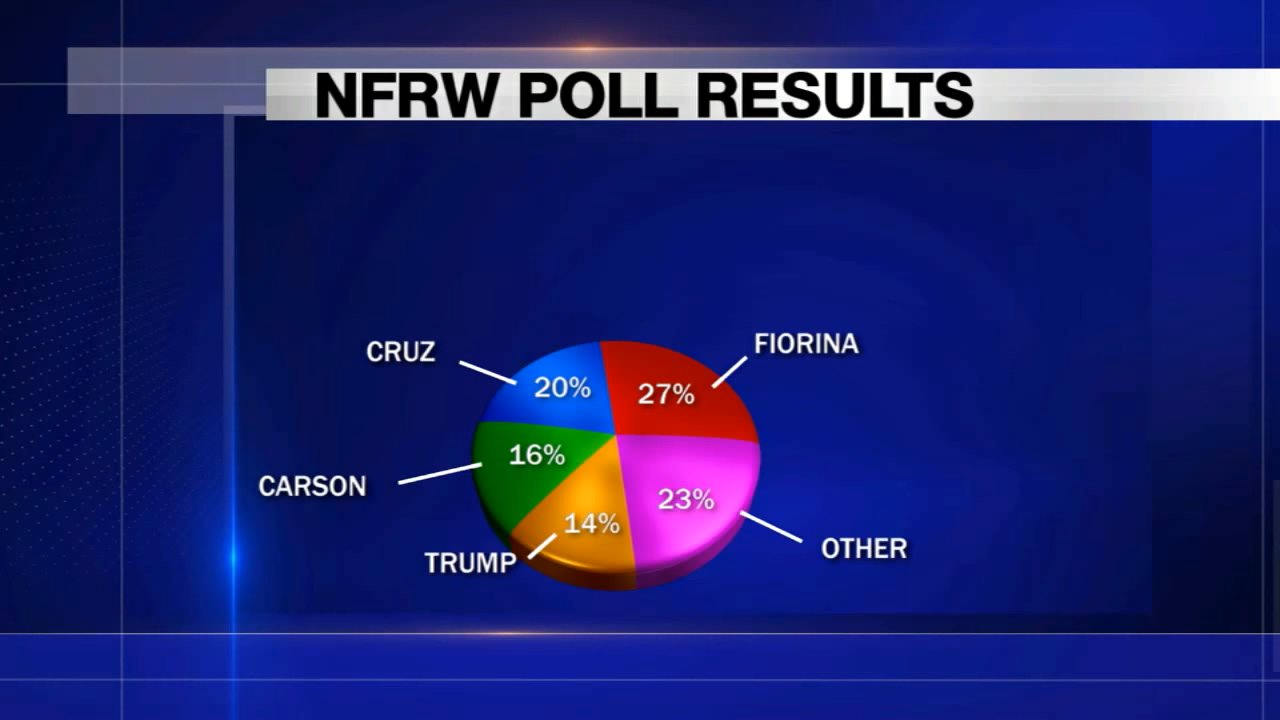 NFRW POLL RESULTS
FIORINA
CRUZ
20%
27%
16%
CARSON
23%
14%
TRUMP
OTHER